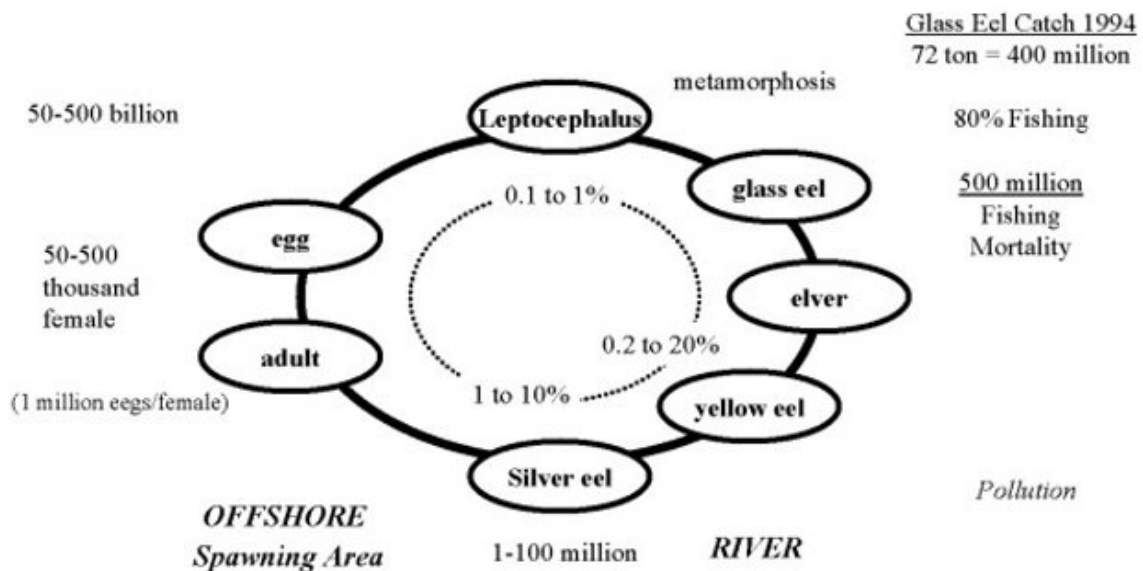 Glass Eel Catch 1994
72 ton = 400 million
metamorphosis
50-500 billion
Leptocephalus
80% Fishing
glass eel
500 million
Fishing
Mortality
0.1 to 1%
egg
50-500
thousand
female
elver
adult
0.2 to 20%
(1 million eegs/female)
1 to 10%
yellow eel
Silver eel
Pollution
OFFSHORE
Spawning Area
1-100 million
RIVER